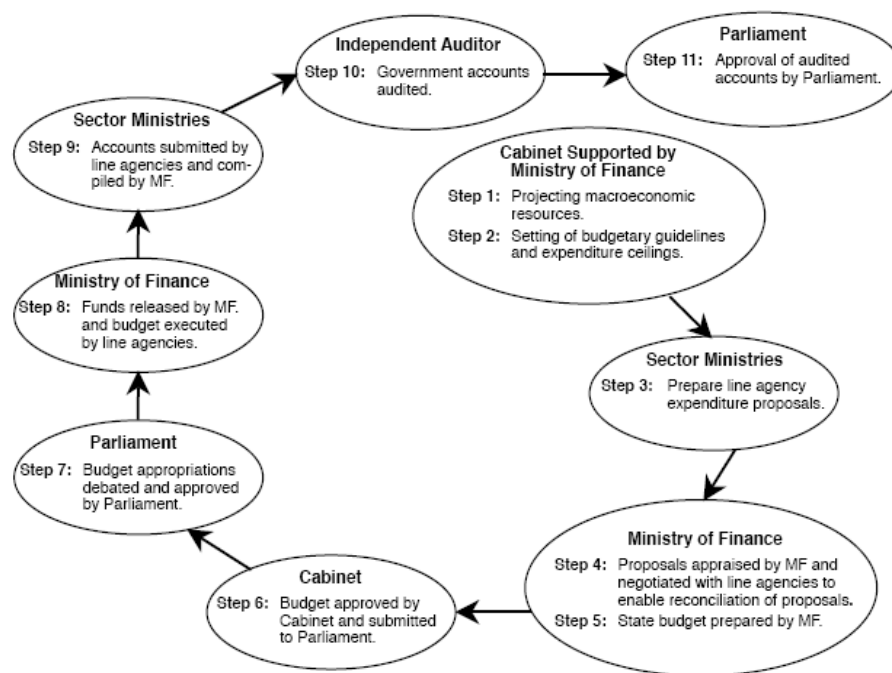 Independent Auditor
Step 10: Government accounts
audited.
Parliament
Step 11: Approval of audited
accounts by Parliament.
Sector Ministries
Step 9: Accounts submitted by
line agencies and com-
piled by MF.
Cabinet Supported by
Ministry of Finance
Step 1: Projecting macroeconomic
resources.
Step 2: Setting of budgetary guidelines
and expenditure ceilings.
Ministry of Finance
Step 8: Funds released by MF.
and budget executed
by line agencies.
Sector Ministries
Step 3: Prepare line agency
expenditure proposals.
Parliament
Step 7: Budget appropriations
debated and approved
by Parliament.
Ministry of Finance
Step 4: Proposals appraised by MF and
negotiated with line agencies to
enable reconciliation of proposals.
Step 5: State budget prepared by MF.
Cabinet
Step 6: Budget approved by
Cabinet and submitted
to Parliament.